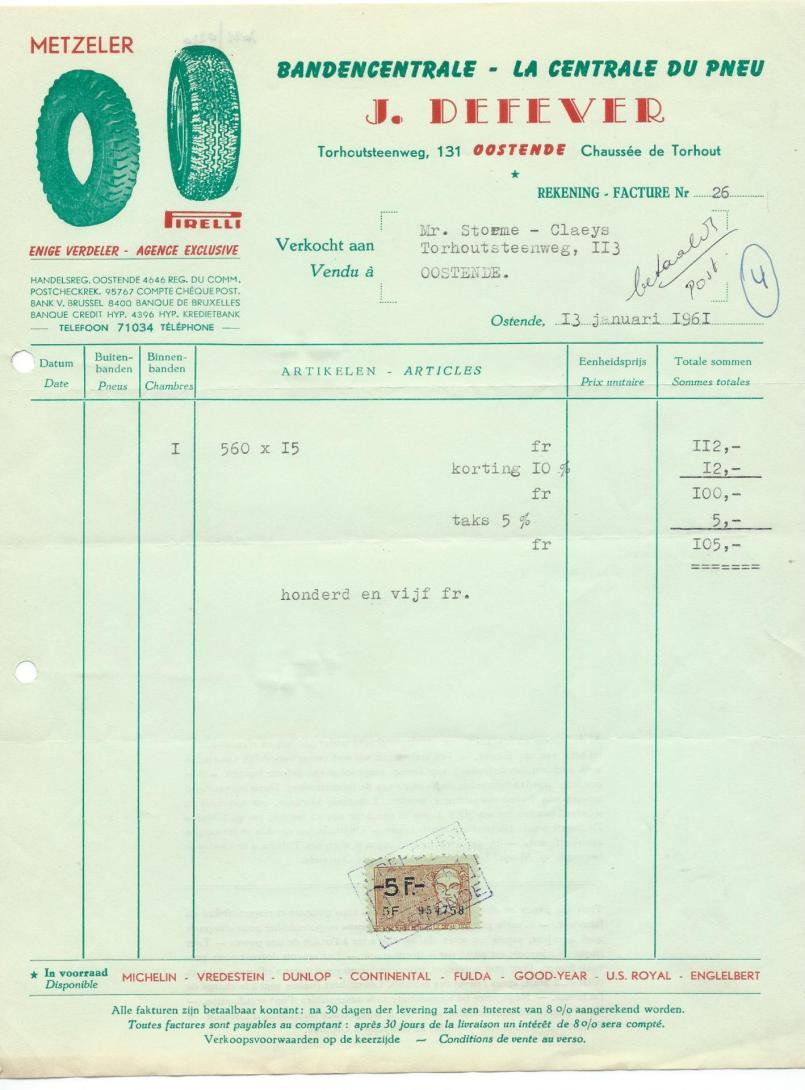 METZELER
BANDENCENTRALE - LA CENTRALE DU PNEU
J. DEFEVER
Torhoutsteenweg, 131 OOSTENDE Chaussée de Torhout
★
PIRELLI
ENIGE VERDELER - AGENCE EXCLUSIVE
HANDELSREG. OOSTENDE 4646 REG. DU COMM.
POSTCHECKREK. 95767 COMPTE CHÈQUE POST.
BANK V. BRUSSEL 8400 BANQUE DE BRUXELLES
BANQUE CREDIT HYP. 4396 HYP. KREDIETBANK
— TELEFOON 71034 TÉLÉPHONE —
REKENING - FACTURE Nr 26
Verkocht aan
Vendu à
Mr. Storme - Claeys
Torhoutsteenweg, II3
OOSTENDE.
betaald
post
4
Ostende, I3 januari I96I
Datum Date
Buiten-banden Pneus
Binnen-banden Chambres
ARTIKELEN - ARTICLES
Eenheidsprijs Prix unitaire
Totale sommen Sommes totales
I 560 x I5 fr II2,-
korting I0 % I2,-
fr I00,-
taks 5 % 5,-
fr I05,-
=======
honderd en vijf fr.
-5 F.-
5F 954758
★ In voorraad Disponible MICHELIN - VREDESTEIN - DUNLOP - CONTINENTAL - FULDA - GOOD-YEAR - U.S. ROYAL - ENGLEBERT
Alle fakturen zijn betaalbaar kontant: na 30 dagen der levering zal een interest van 8 o/o aangerekend worden.
Toutes factures sont payables au comptant : après 30 jours de la livraison un intérêt de 8 o/o sera compté.
Verkoopsvoorwaarden op de keerzijde — Conditions de vente au verso.